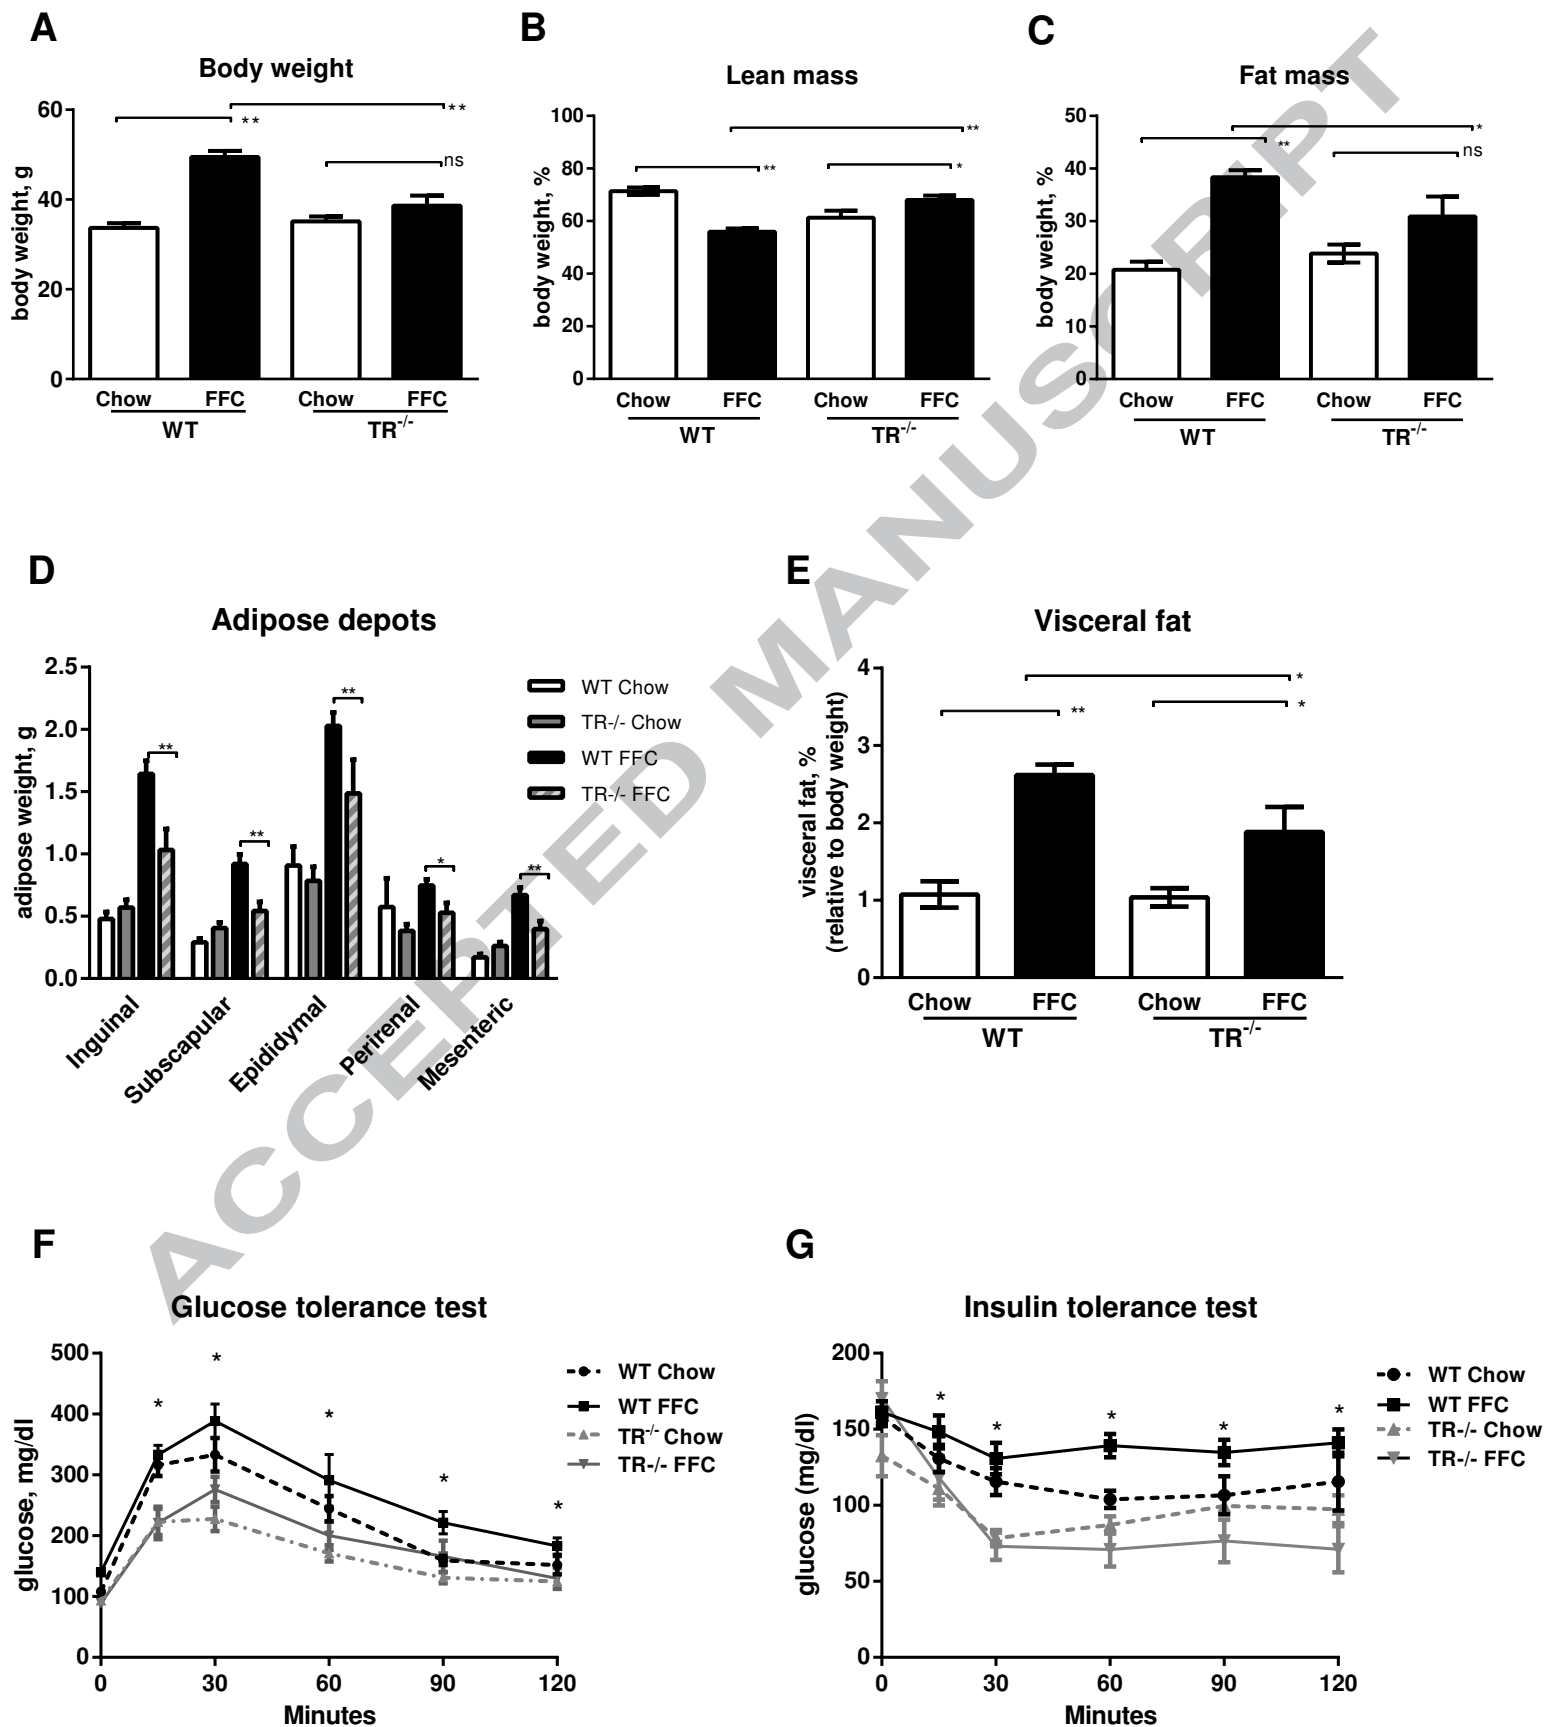 A
Body weight
body weight, g
60
40
20
0
**
**
ns
Chow FFC Chow FFC
WT TR-/-
B
Lean mass
body weight, %
100
80
60
40
20
0
**
**
*
Chow FFC Chow FFC
WT TR-/-
C
Fat mass
body weight, %
50
40
30
20
10
0
*
**
ns
Chow FFC Chow FFC
WT TR-/-
D
Adipose depots
adipose weight, g
2.5
2.0
1.5
1.0
0.5
0.0
**
**
**
*
**
Inguinal
Subscapular
Epididymal
Perirenal
Mesenteric
WT Chow
TR-/- Chow
WT FFC
TR-/- FFC
E
Visceral fat
visceral fat, %
(relative to body weight)
4
3
2
1
0
*
**
*
Chow FFC Chow FFC
WT TR-/-
F
Glucose tolerance test
glucose, mg/dl
500
400
300
200
100
0
* * * * *
0 30 60 90 120
Minutes
WT Chow
WT FFC
TR-/- Chow
TR-/- FFC
G
Insulin tolerance test
glucose (mg/dl)
200
150
100
50
0
* * * * *
0 30 60 90 120
Minutes
WT Chow
WT FFC
TR-/- Chow
TR-/- FFC
ACCEPTED MANUSCRIPT